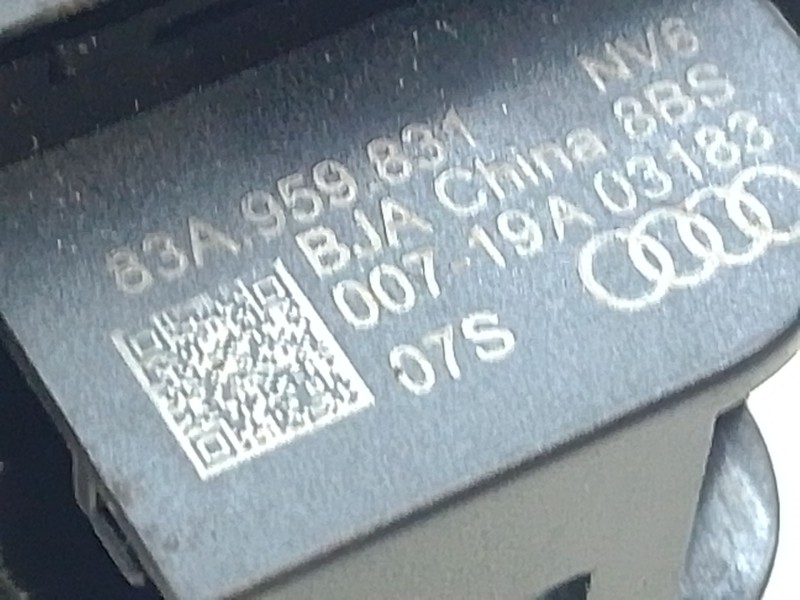 83A.959.831 NV6
BJA China 8BS
007-19A 03183
07S